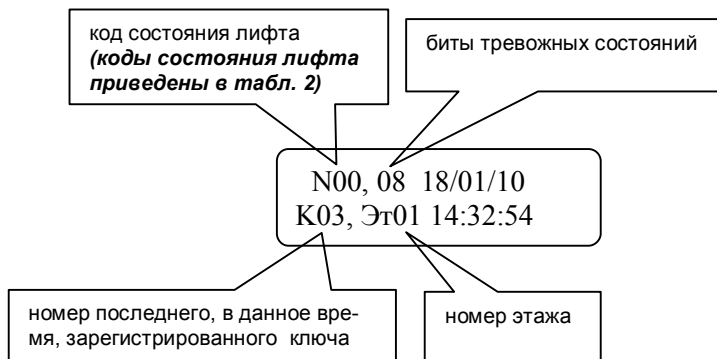 код состояния лифта
(коды состояния лифта
приведены в табл. 2)
биты тревожных состояний
N00, 08 18/01/10
K03, Эт01 14:32:54
номер последнего, в данное вре-
мя, зарегистрированного ключа
номер этажа